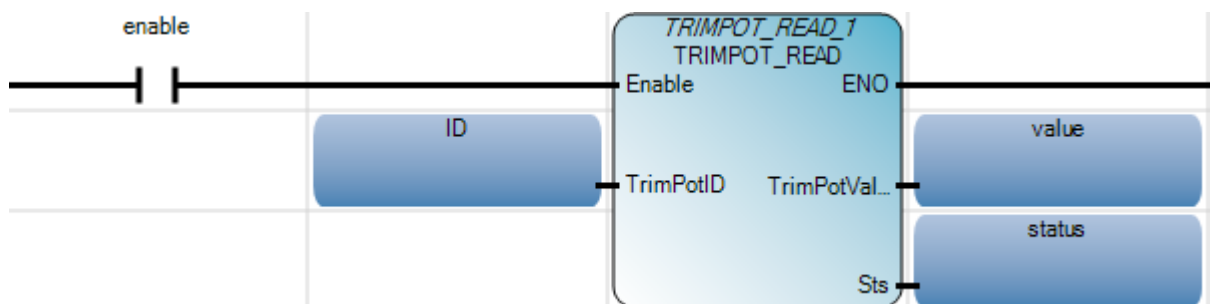 enable
TRIMPOT_READ_1
TRIMPOT_READ
Enable ENO
ID value
TrimPotID TrimPotVal...
status
Sts